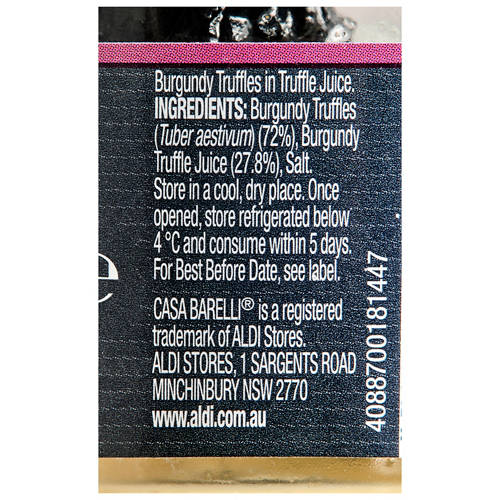 Burgundy Truffles in Truffle Juice.
INGREDIENTS: Burgundy Truffles
(Tuber aestivum) (72%), Burgundy
Truffle Juice (27.8%), Salt.
Store in a cool, dry place. Once
opened, store refrigerated below
4 °C and consume within 5 days.
For Best Before Date, see label.
CASA BARELLI® is a registered
trademark of ALDI Stores.
ALDI STORES, 1 SARGENTS ROAD
MINCHINBURY NSW 2770
www.aldi.com.au
4088700181447
e